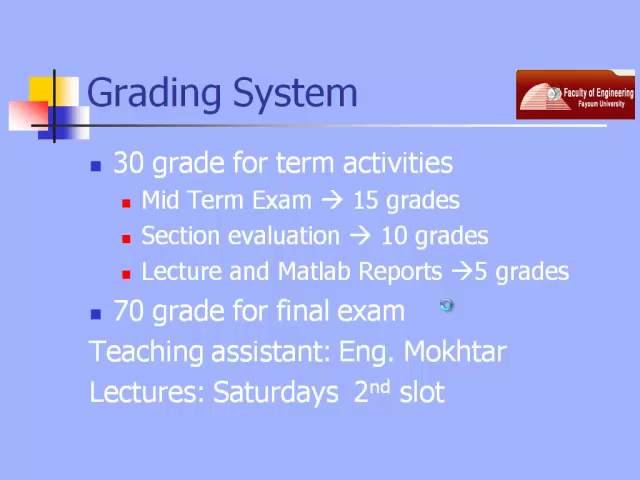 Grading System
Faculty of Engineering
Fayoum University
30 grade for term activities
Mid Term Exam → 15 grades
Section evaluation → 10 grades
Lecture and Matlab Reports →5 grades
70 grade for final exam
Teaching assistant: Eng. Mokhtar
Lectures: Saturdays 2nd slot